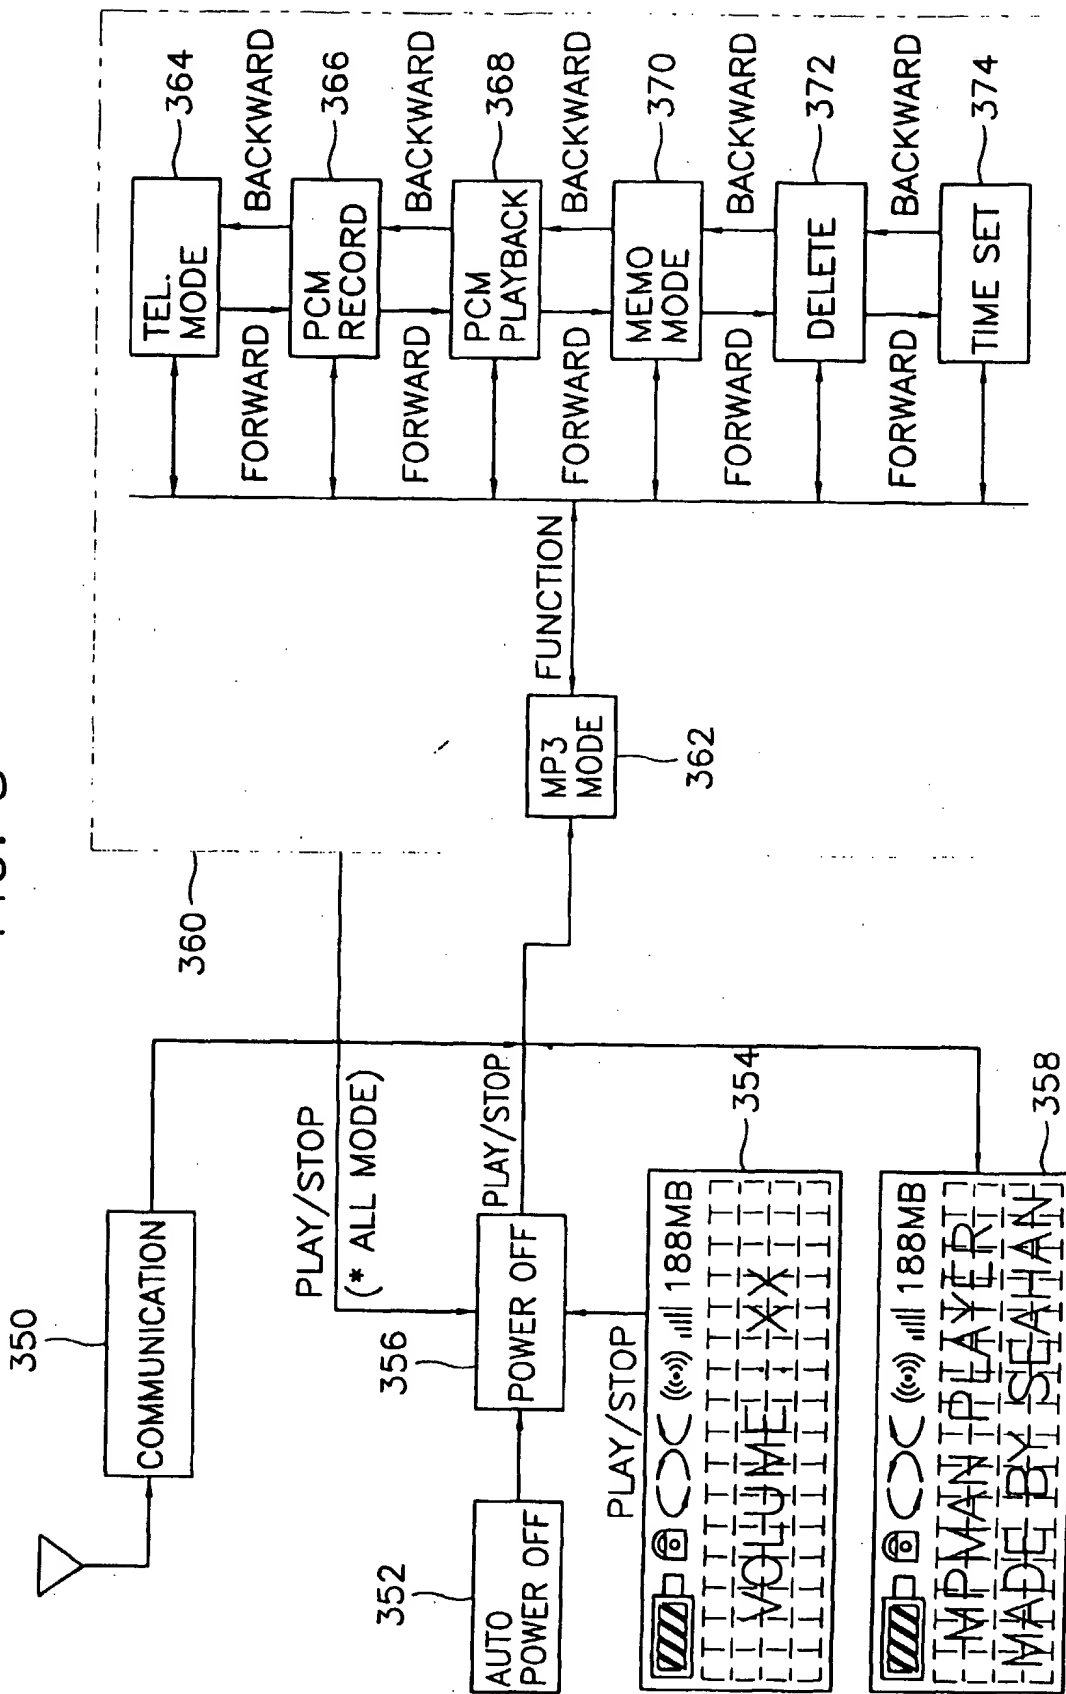 350
COMMUNICATION
PLAY/STOP
(* ALL MODE)
360
352
AUTO
POWER OFF
356
POWER OFF
PLAY/STOP
PLAY/STOP
188MB
VOLUME : XX
354
188MB
MPMAN PLAYER
MADE BY SEAHAN
358
MP3
MODE
362
FUNCTION
TEL.
MODE
364
FORWARD
BACKWARD
PCM
RECORD
366
FORWARD
BACKWARD
PCM
PLAYBACK
368
FORWARD
BACKWARD
MEMO
MODE
370
FORWARD
BACKWARD
DELETE
372
FORWARD
BACKWARD
TIME SET
374